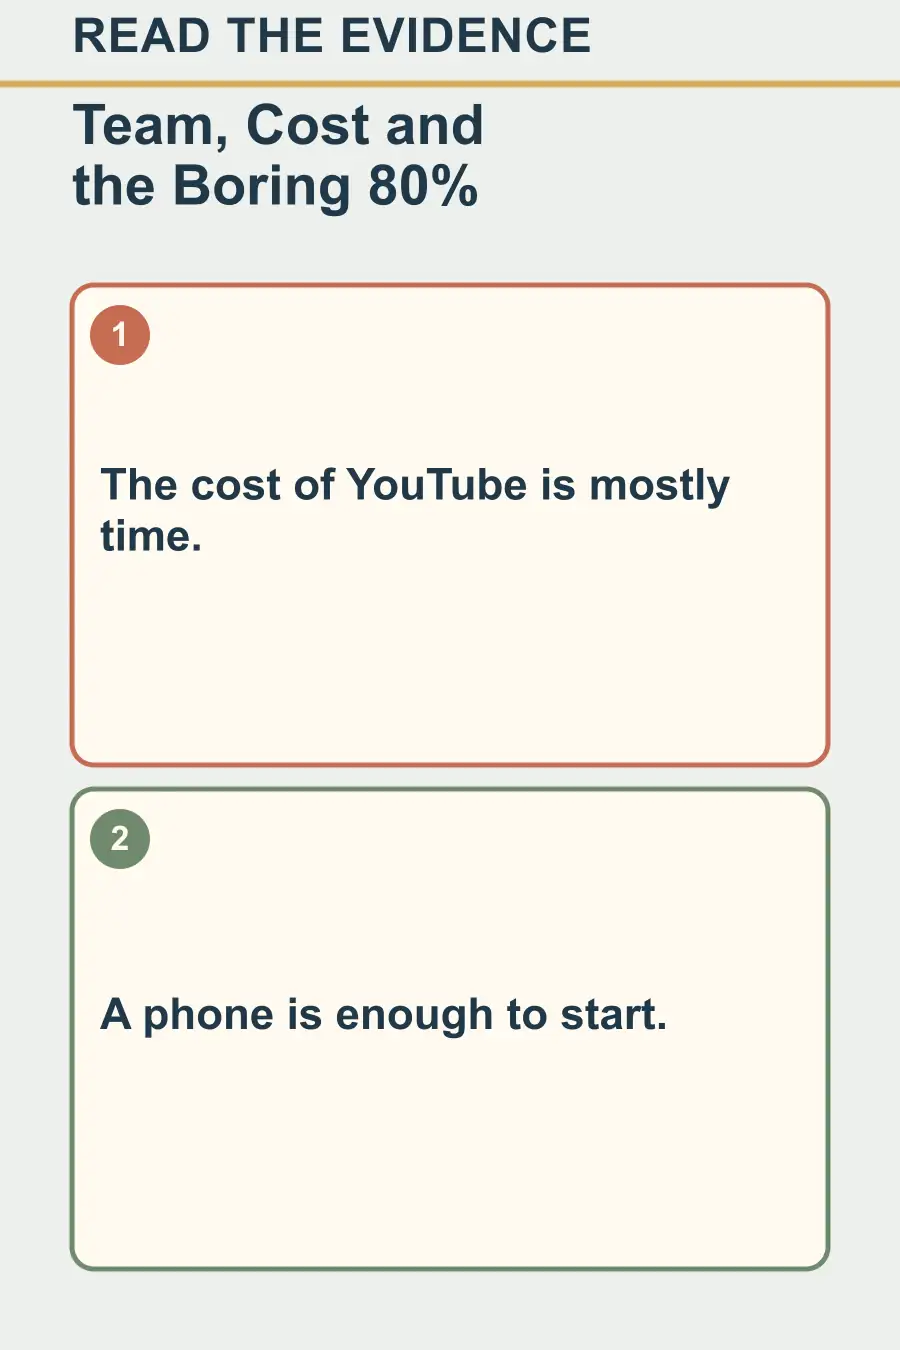 READ THE EVIDENCE
Team, Cost and
the Boring 80%
1
The cost of YouTube is mostly
time.
2
A phone is enough to start.